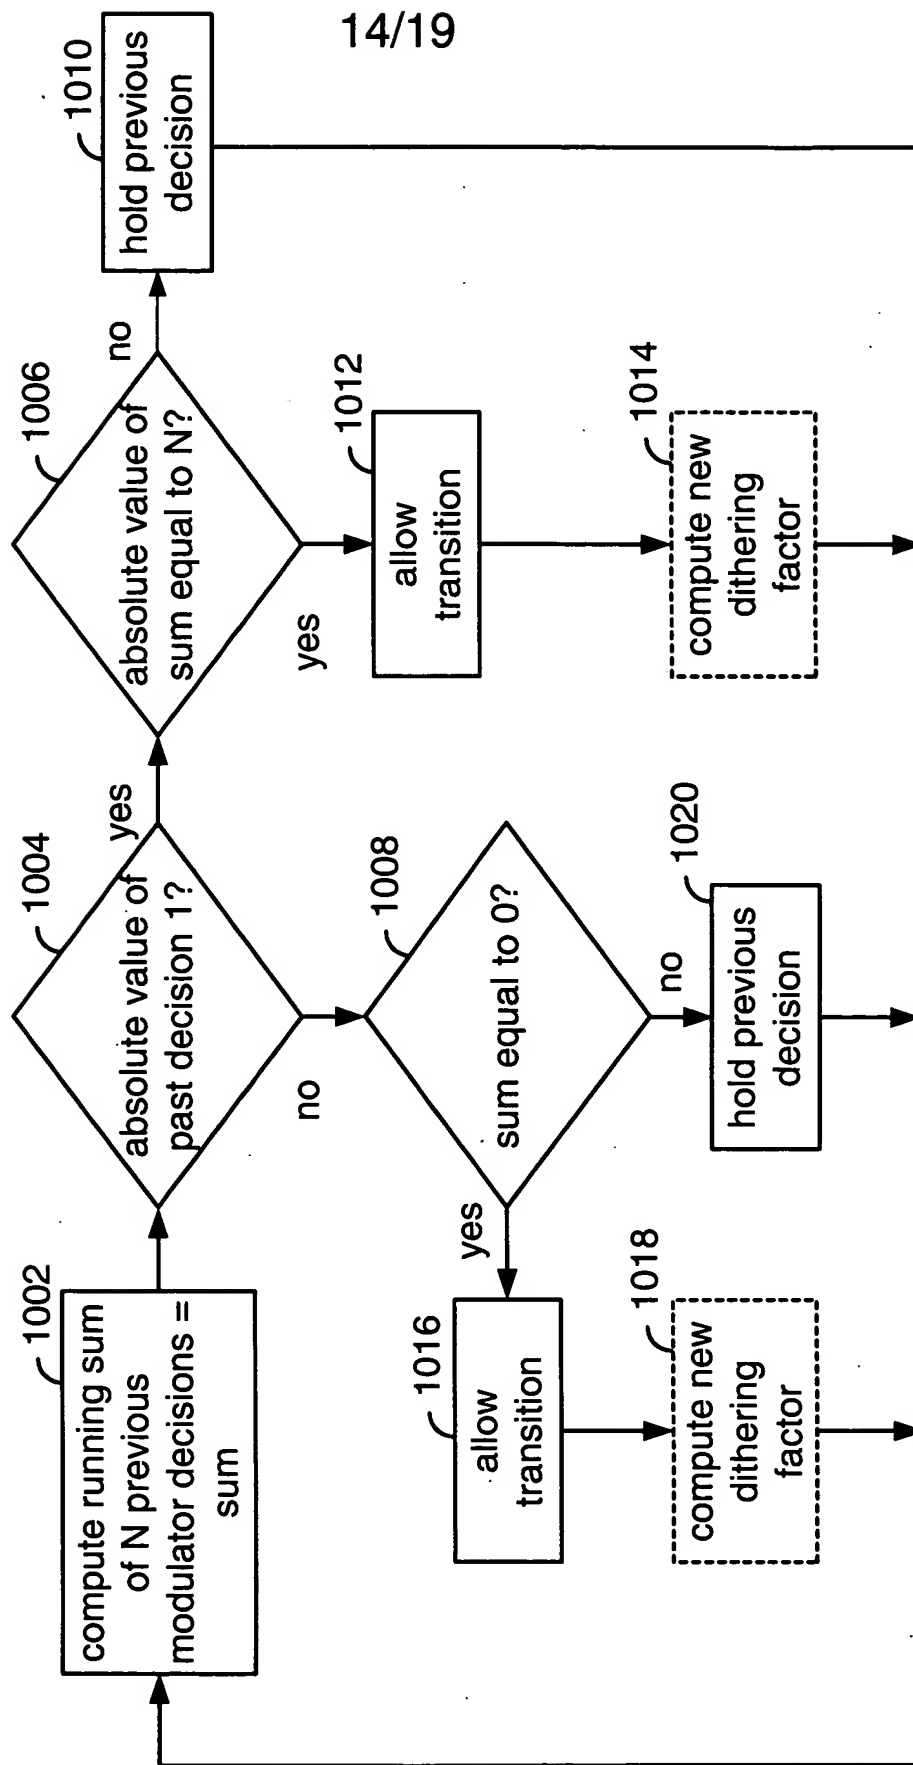 14/19
1002
compute running sum
of N previous
modulator decisions =
sum
1004
absolute value of
past decision 1?
yes
no
1006
absolute value of
sum equal to N?
no
yes
1010
hold previous
decision
1008
sum equal to 0?
yes
no
1012
allow
transition
1014
compute new
dithering
factor
1016
allow
transition
1018
compute new
dithering
factor
1020
hold previous
decision